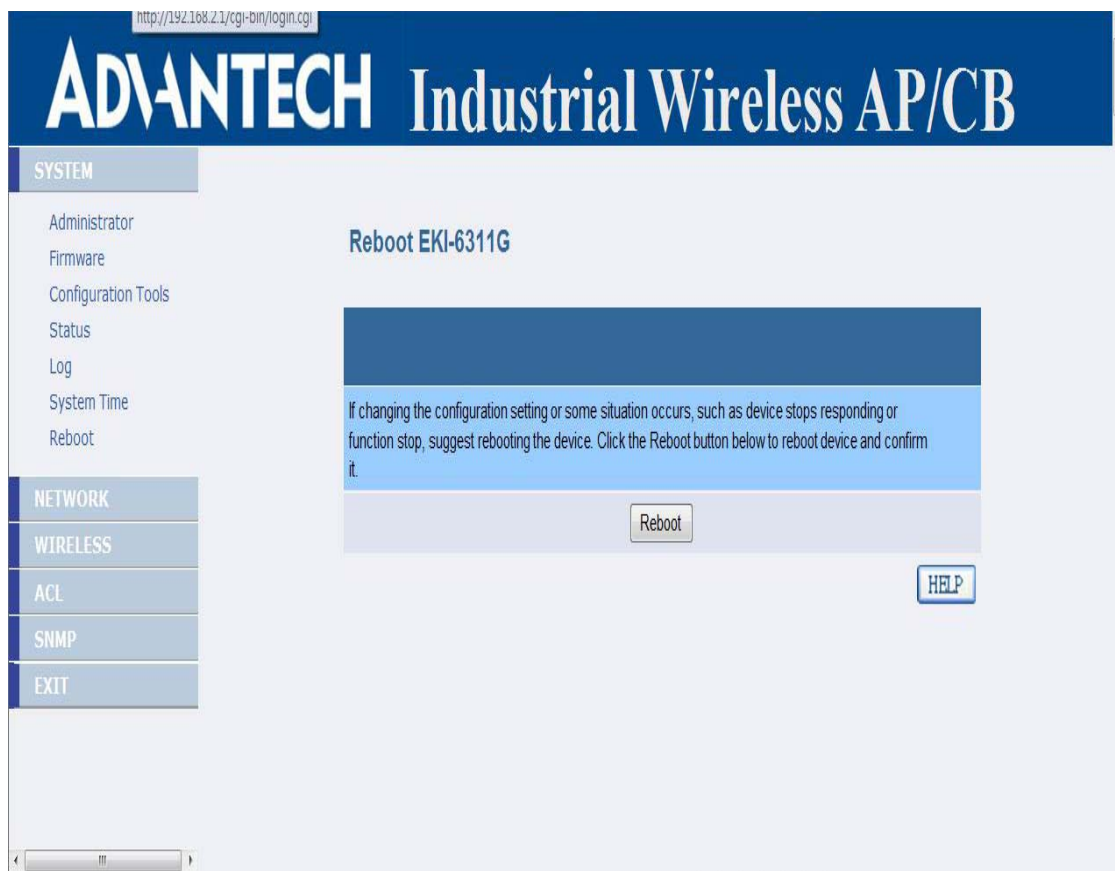 http://192.168.2.1/cgi-bin/login.cgi
ADVANTECH Industrial Wireless AP/CB
SYSTEM
Administrator
Firmware
Configuration Tools
Status
Log
System Time
Reboot
NETWORK
WIRELESS
ACL
SNMP
EXIT
Reboot EKI-6311G
If changing the configuration setting or some situation occurs, such as device stops responding or
function stop, suggest rebooting the device. Click the Reboot button below to reboot device and confirm
it.
Reboot
HELP